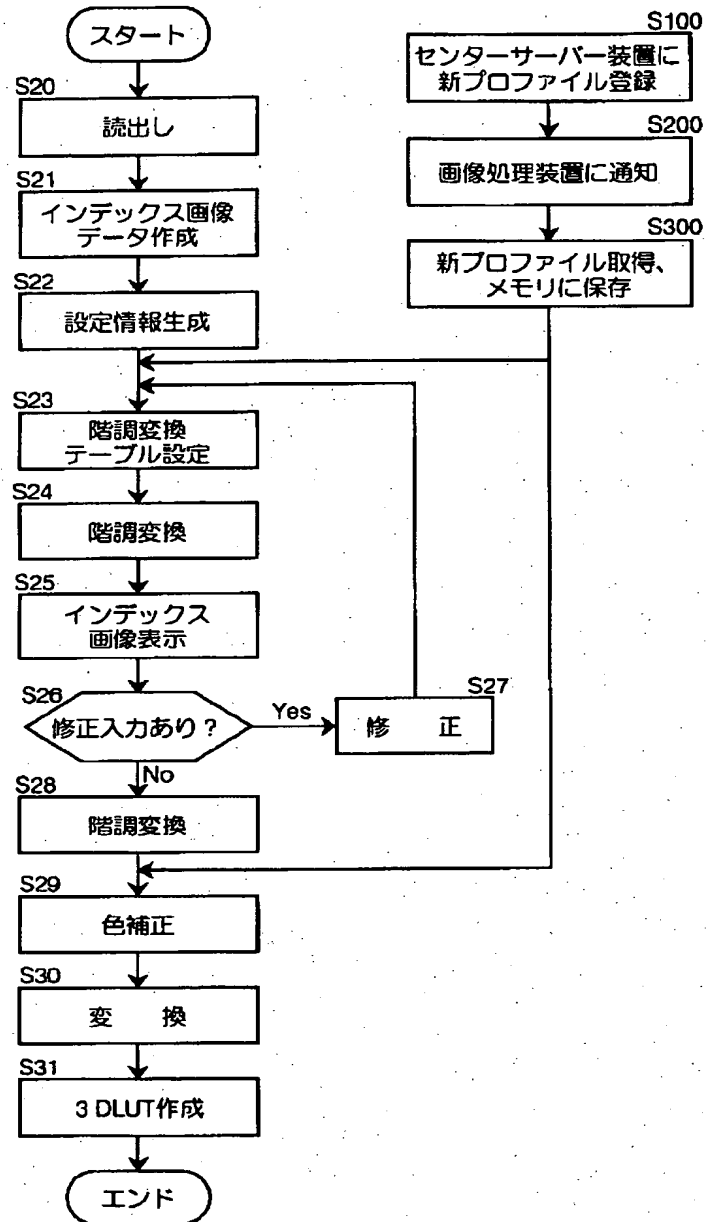 スタート
S20
読出し
S21
インデックス画像
データ作成
S22
設定情報生成
S23
階調変換
テーブル設定
S24
階調変換
S25
インデックス
画像表示
S26
修正入力あり？
Yes
S27
修 正
No
S28
階調変換
S29
色補正
S30
変 換
S31
3 DLUT作成
エンド
S100
センターサーバー装置に
新プロファイル登録
S200
画像処理装置に通知
S300
新プロファイル取得、
メモリに保存